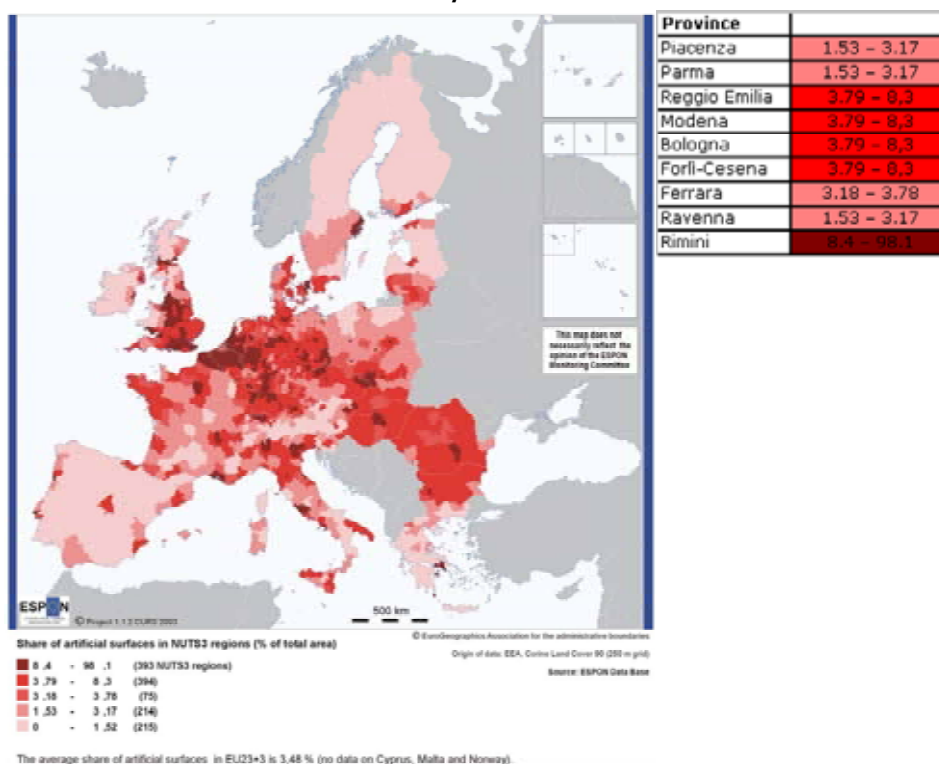 Province
Piacenza 1.53 – 3.17
Parma 1.53 – 3.17
Reggio Emilia 3.79 – 8,3
Modena 3.79 – 8,3
Bologna 3.79 – 8,3
Forlì-Cesena 3.79 – 8,3
Ferrara 3.18 – 3.78
Ravenna 1.53 – 3.17
Rimini 8.4 – 98.1
This map does not
necessarily reflect the
opinion of the ESPON
Monitoring Committee
ESPON
© Project 1.1.2 CURS 2003
500 km
© EuroGeographics Association for the administrative boundaries
Origin of data: EEA, Corine Land Cover 90 (250 m grid)
Source: ESPON Data Base
Share of artificial surfaces in NUTS3 regions (% of total area)
8 .4 - 98 .1 (393 NUTS3 regions)
3 .79 - 8 .3 (394)
3 .18 - 3 .78 (75)
1 .53 - 3 .17 (214)
0 - 1 .52 (215)
The average share of artificial surfaces in EU23+3 is 3,48 % (no data on Cyprus, Malta and Norway).